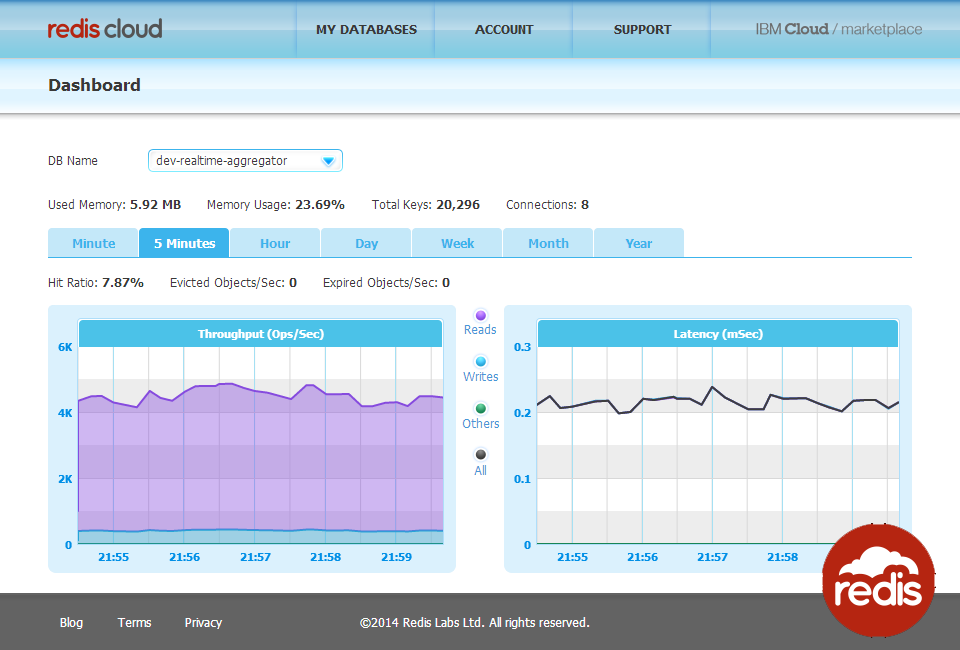 redis cloud
MY DATABASES
ACCOUNT
SUPPORT
IBM Cloud / marketplace
Dashboard
DB Name dev-realtime-aggregator
Used Memory: 5.92 MB Memory Usage: 23.69% Total Keys: 20,296 Connections: 8
Minute 5 Minutes Hour Day Week Month Year
Hit Ratio: 7.87% Evicted Objects/Sec: 0 Expired Objects/Sec: 0
Throughput (Ops/Sec)
6K
4K
2K
0
21:55 21:56 21:57 21:58 21:59
Reads
Writes
Others
All
Latency (mSec)
0.3
0.2
0.1
0
21:55 21:56 21:57 21:58
redis
Blog Terms Privacy ©2014 Redis Labs Ltd. All rights reserved.